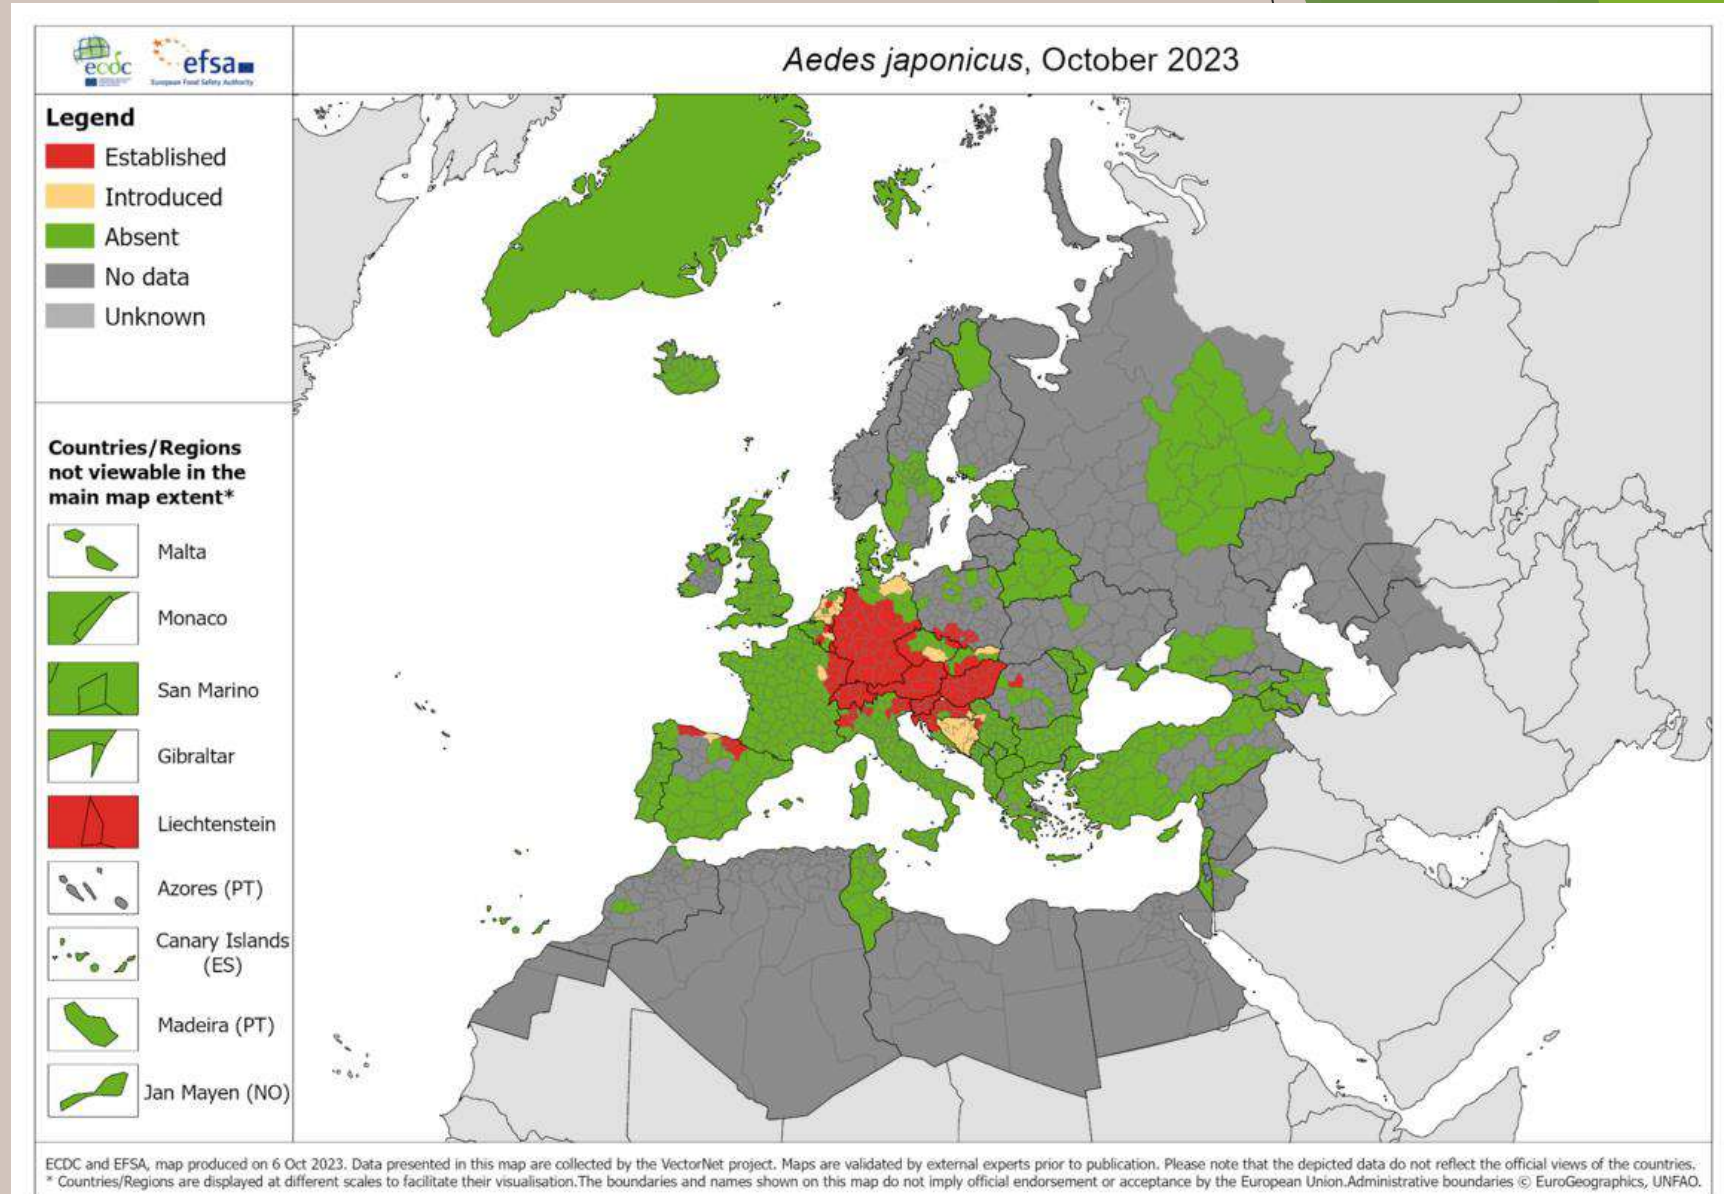 ecdc
efsa
European Food Safety Authority
Aedes japonicus, October 2023
Legend
Established
Introduced
Absent
No data
Unknown
Countries/Regions
not viewable in the
main map extent*
Malta
Monaco
San Marino
Gibraltar
Liechtenstein
Azores (PT)
Canary Islands
(ES)
Madeira (PT)
Jan Mayen (NO)
ECDC and EFSA, map produced on 6 Oct 2023. Data presented in this map are collected by the VectorNet project. Maps are validated by external experts prior to publication. Please note that the depicted data do not reflect the official views of the countries.
* Countries/Regions are displayed at different scales to facilitate their visualisation.The boundaries and names shown on this map do not imply official endorsement or acceptance by the European Union.Administrative boundaries © EuroGeographics, UNFAO.